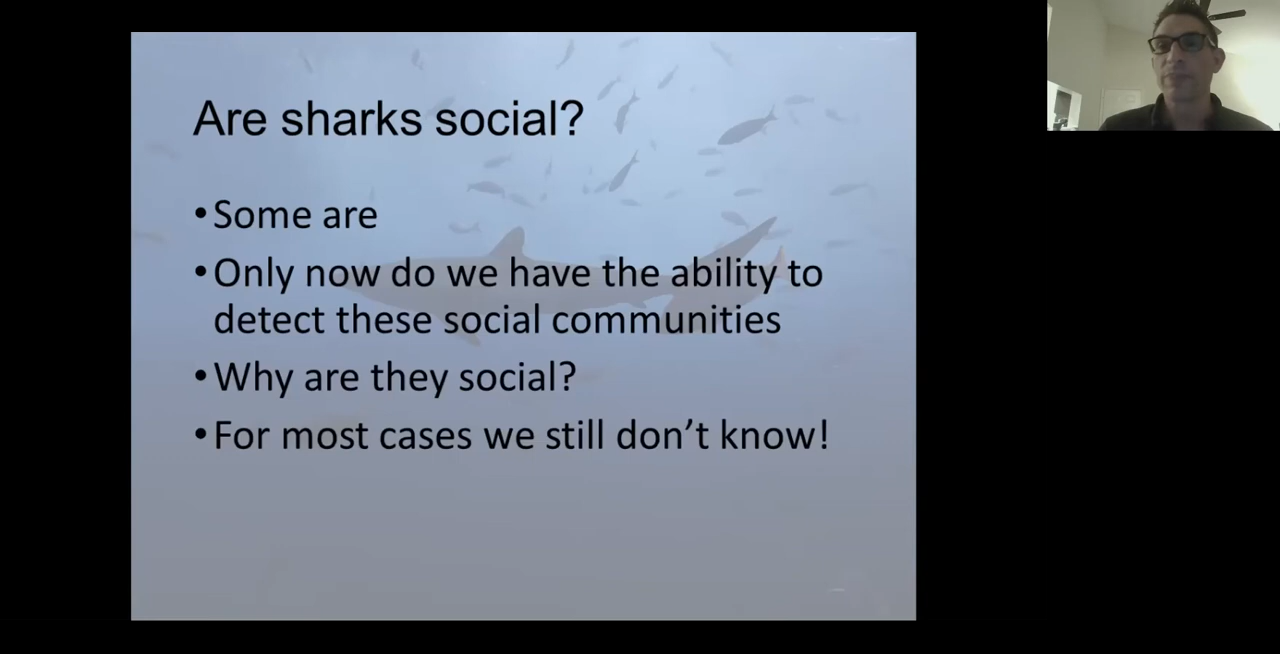 Are sharks social?
•Some are
•Only now do we have the ability to
detect these social communities
•Why are they social?
•For most cases we still don’t know!